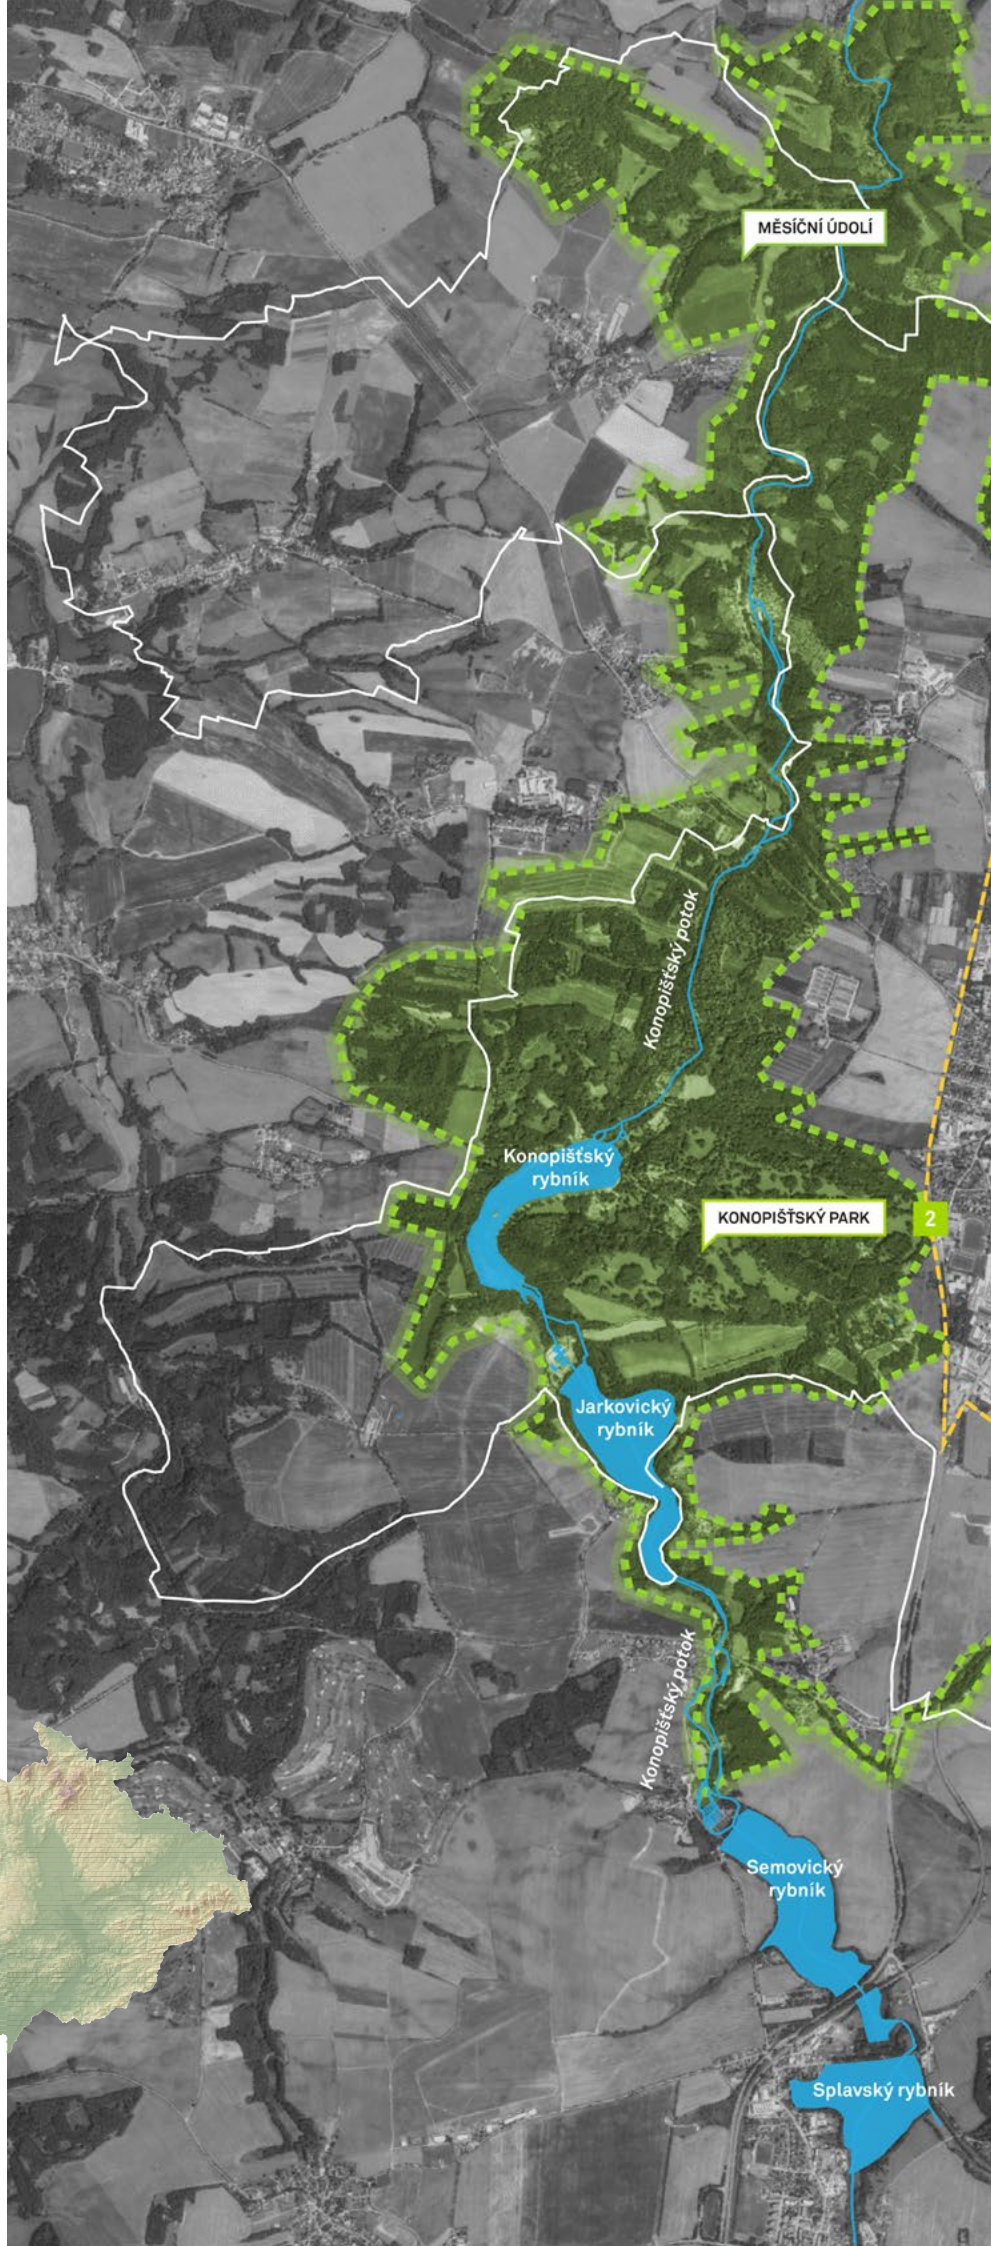 MĚSÍČNÍ ÚDOLÍ
Konopišťský potok
Konopišťský
rybník
KONOPIŠŤSKÝ PARK
2
Jarkovický
rybník
Konopišťský potok
Semovický
rybník
Splavský rybník